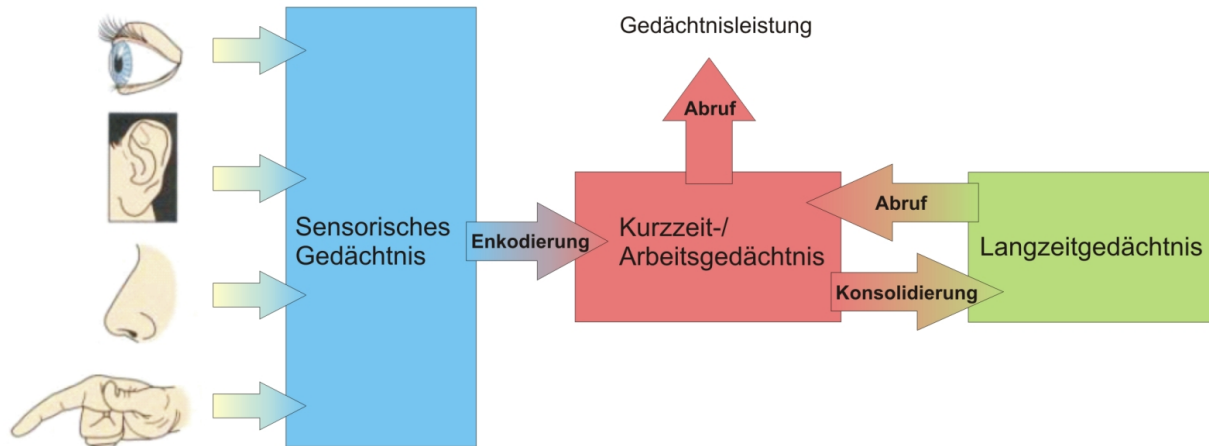 Gedächtnisleistung
Abruf
Sensorisches
Gedächtnis
Enkodierung
Kurzzeit-/
Arbeitsgedächtnis
Abruf
Konsolidierung
Langzeitgedächtnis